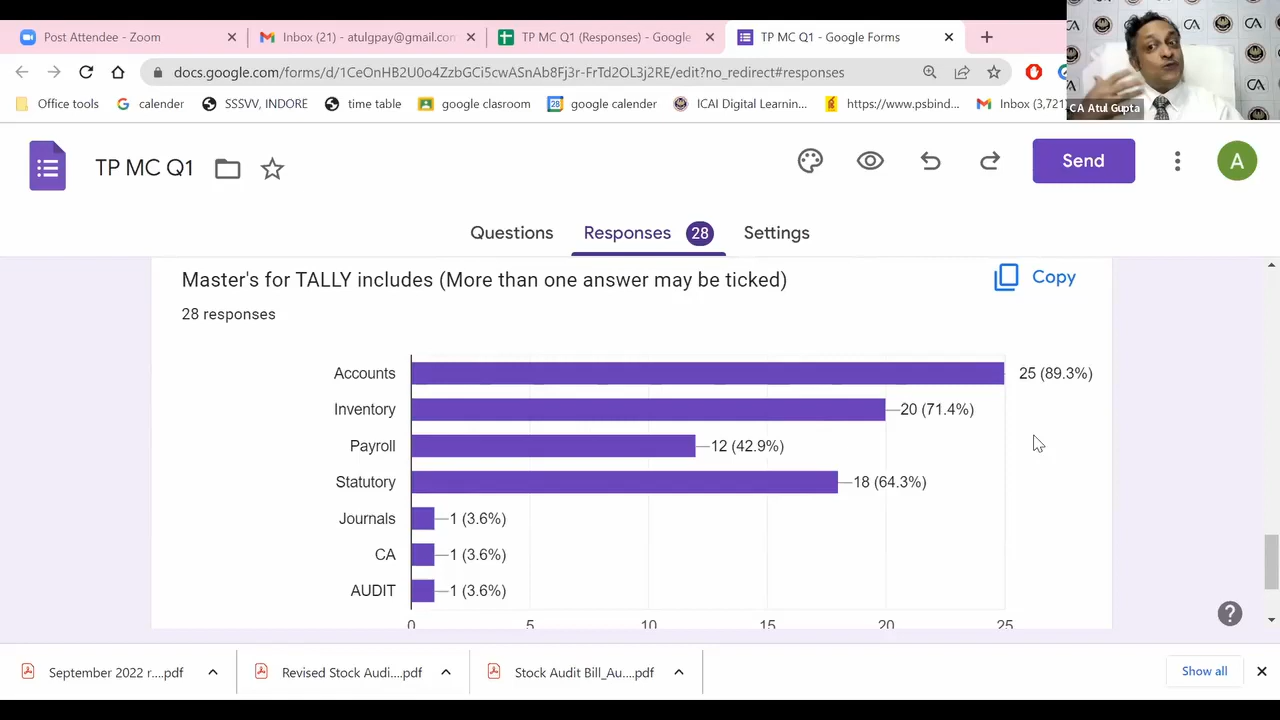 Post Attendee - Zoom
Inbox (21) - atulgpay@gmail.con
TP MC Q1 (Responses) - Google
TP MC Q1 - Google Forms
docs.google.com/forms/d/1CeOnHB2U0o4ZzbGCi5cwASnAb8Fj3r-FrTd2OL3j2RE/edit?no_redirect#responses
Office tools
calender
SSSVV, INDORE
time table
google clasroom
google calender
ICAI Digital Learnin...
https://www.psbind...
Inbox (3,721
CA Atul Gupta
TP MC Q1
Send
A
Questions
Responses 28
Settings
Master's for TALLY includes (More than one answer may be ticked)
Copy
28 responses
Accounts 25 (89.3%)
Inventory 20 (71.4%)
Payroll 12 (42.9%)
Statutory 18 (64.3%)
Journals 1 (3.6%)
CA 1 (3.6%)
AUDIT 1 (3.6%)
0 5 10 15 20 25
September 2022 r....pdf
Revised Stock Audi....pdf
Stock Audit Bill_Au....pdf
Show all